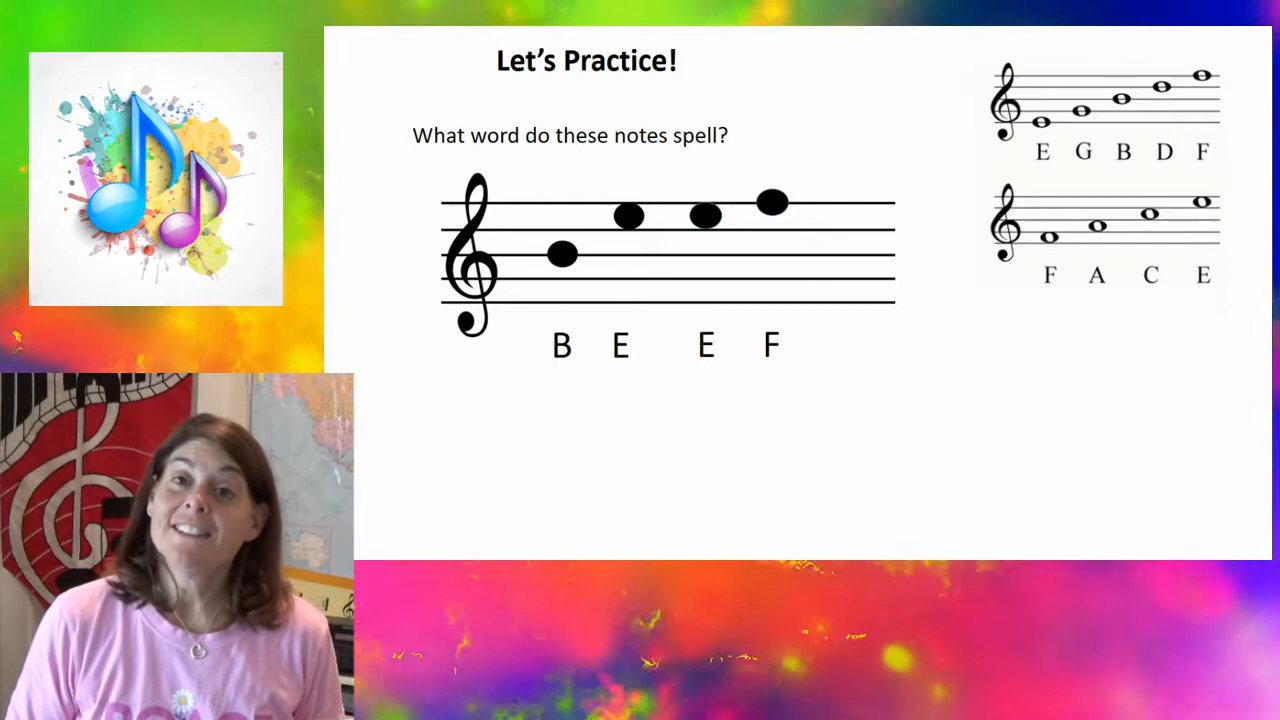 Let's Practice!
What word do these notes spell?
B E E F
E G B D F
F A C E